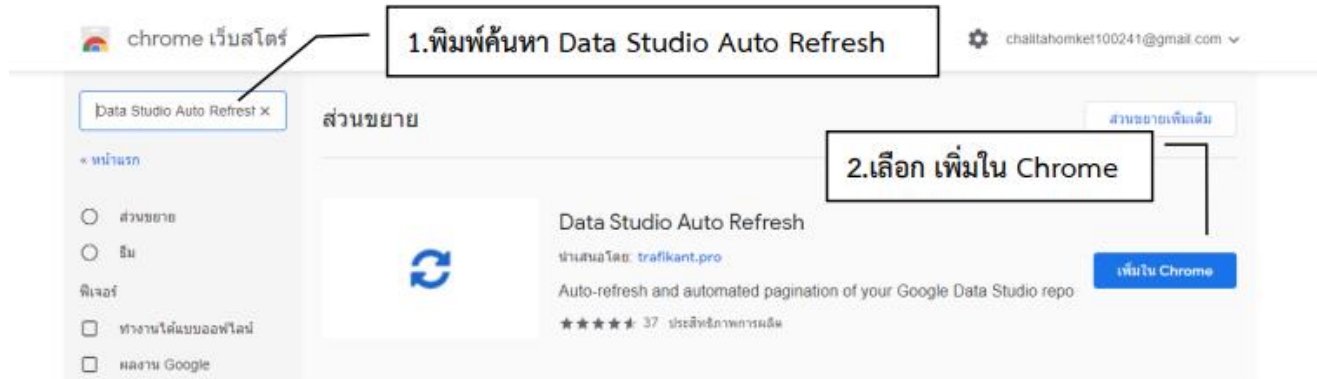 chrome เว็บสโตร์
1.พิมพ์ค้นหา Data Studio Auto Refresh
chalitahomket100241@gmail.com
Data Studio Auto Refrest ×
« หน้าแรก
ส่วนขยาย
ธีม
ฟีเจอร์
ทำงานได้แบบออฟไลน์
ผลงาน Google
ส่วนขยาย
ส่วนขยายเพิ่มเติม
2.เลือก เพิ่มใน Chrome
Data Studio Auto Refresh
นำเสนอโดย: trafikant.pro
Auto-refresh and automated pagination of your Google Data Studio repo
37 ประสิทธิภาพการผลิต
เพิ่มใน Chrome